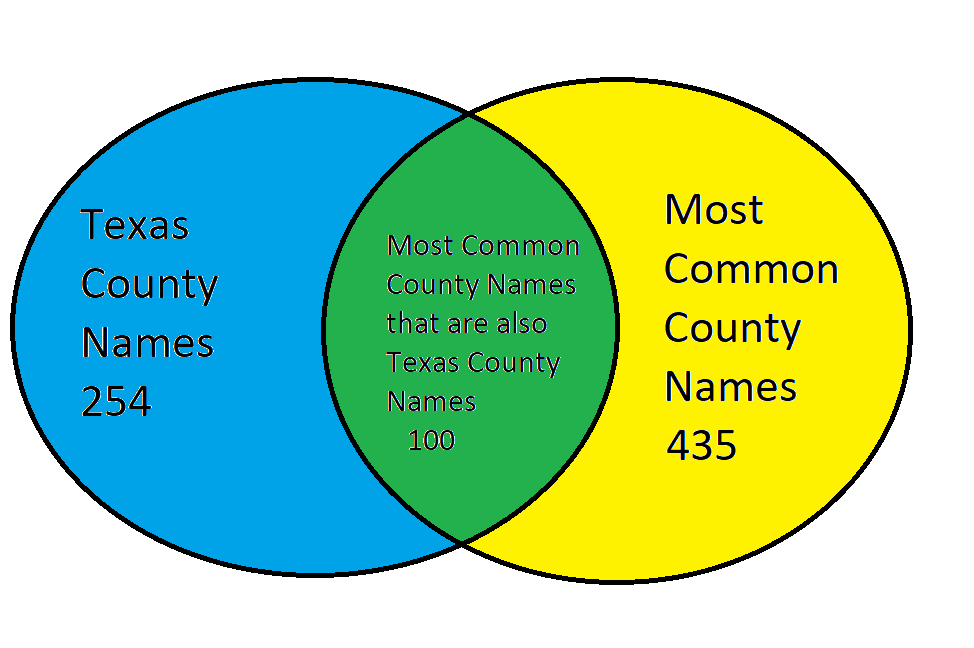 Texas
County
Names
254
Most Common
County Names
that are also
Texas County
Names
100
Most
Common
County
Names
435